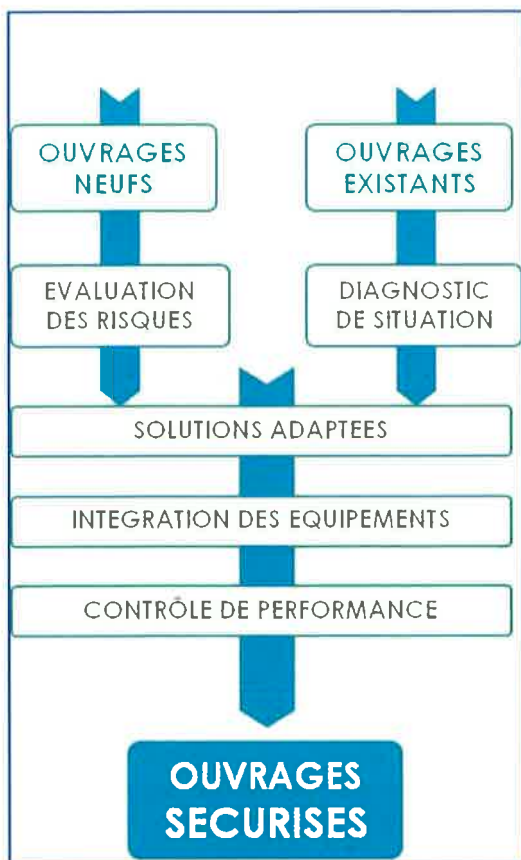 OUVRAGES
NEUFS
OUVRAGES
EXISTANTS
EVALUATION
DES RISQUES
DIAGNOSTIC
DE SITUATION
SOLUTIONS ADAPTEES
INTEGRATION DES EQUIPEMENTS
CONTRÔLE DE PERFORMANCE
OUVRAGES
SECURISES